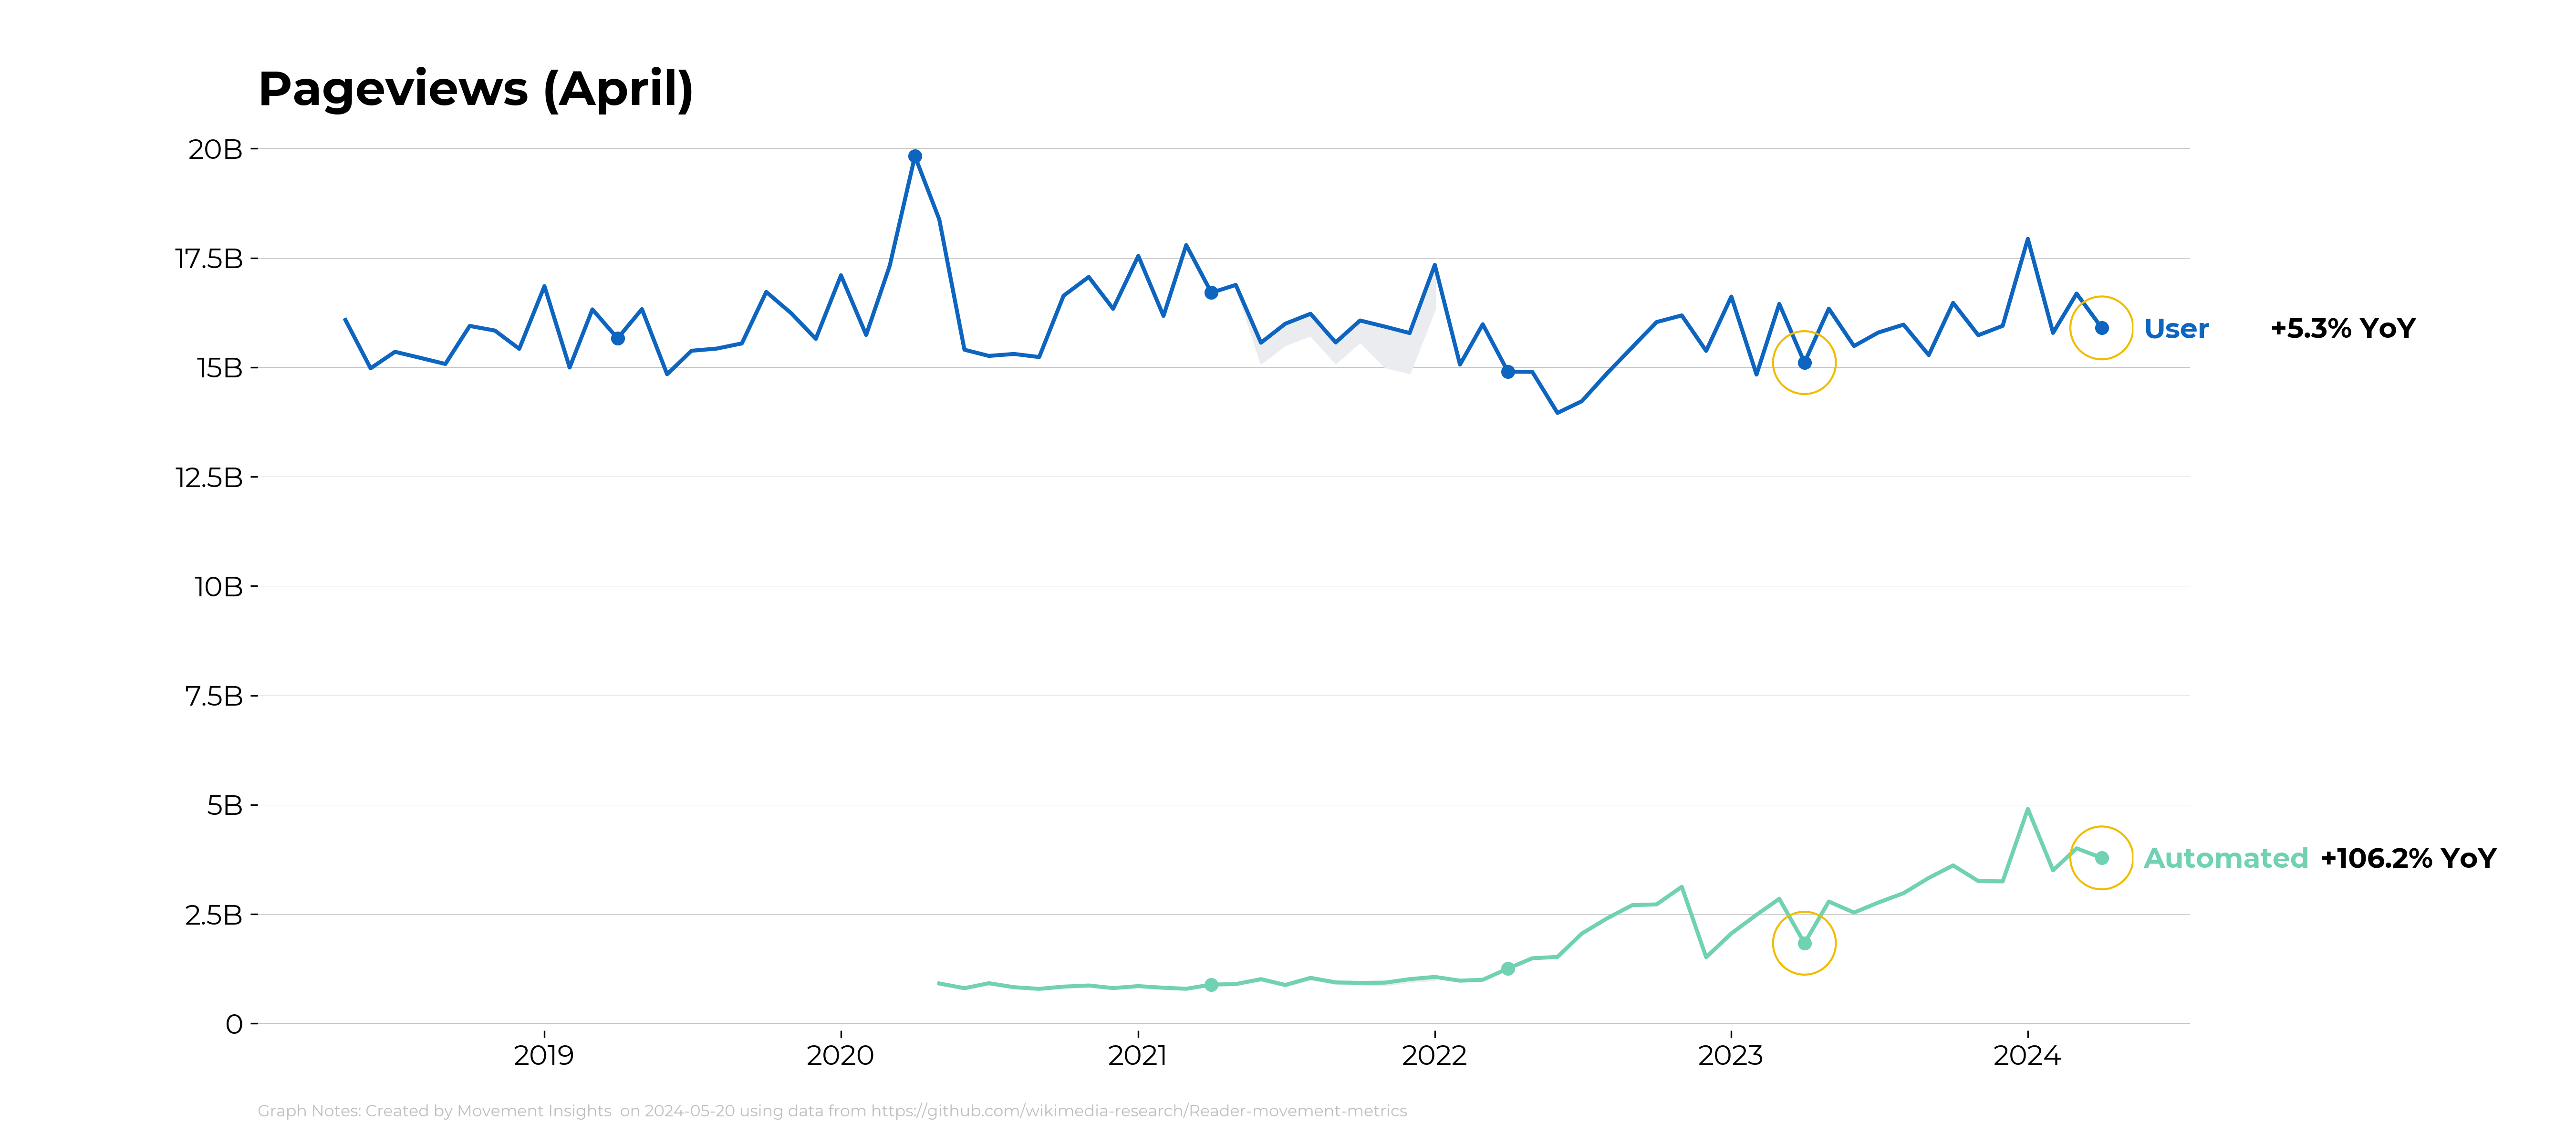 Pageviews (April)
20B
17.5B
15B
12.5B
10B
7.5B
5B
2.5B
0
User +5.3% YoY
Automated +106.2% YoY
2019 2020 2021 2022 2023 2024
Graph Notes: Created by Movement Insights on 2024-05-20 using data from https://github.com/wikimedia-research/Reader-movement-metrics